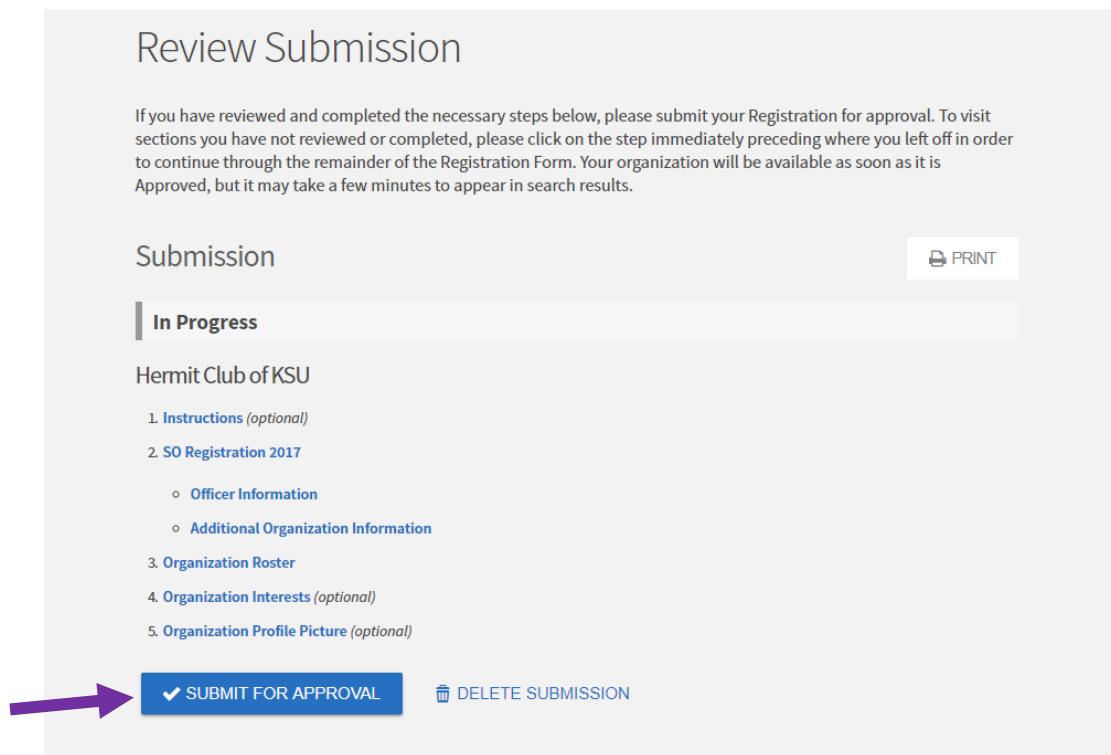 Review Submission
If you have reviewed and completed the necessary steps below, please submit your Registration for approval. To visit
sections you have not reviewed or completed, please click on the step immediately preceding where you left off in order
to continue through the remainder of the Registration Form. Your organization will be available as soon as it is
Approved, but it may take a few minutes to appear in search results.
Submission
PRINT
In Progress
Hermit Club of KSU
1. Instructions (optional)
2. SO Registration 2017
Officer Information
Additional Organization Information
3. Organization Roster
4. Organization Interests (optional)
5. Organization Profile Picture (optional)
SUBMIT FOR APPROVAL DELETE SUBMISSION